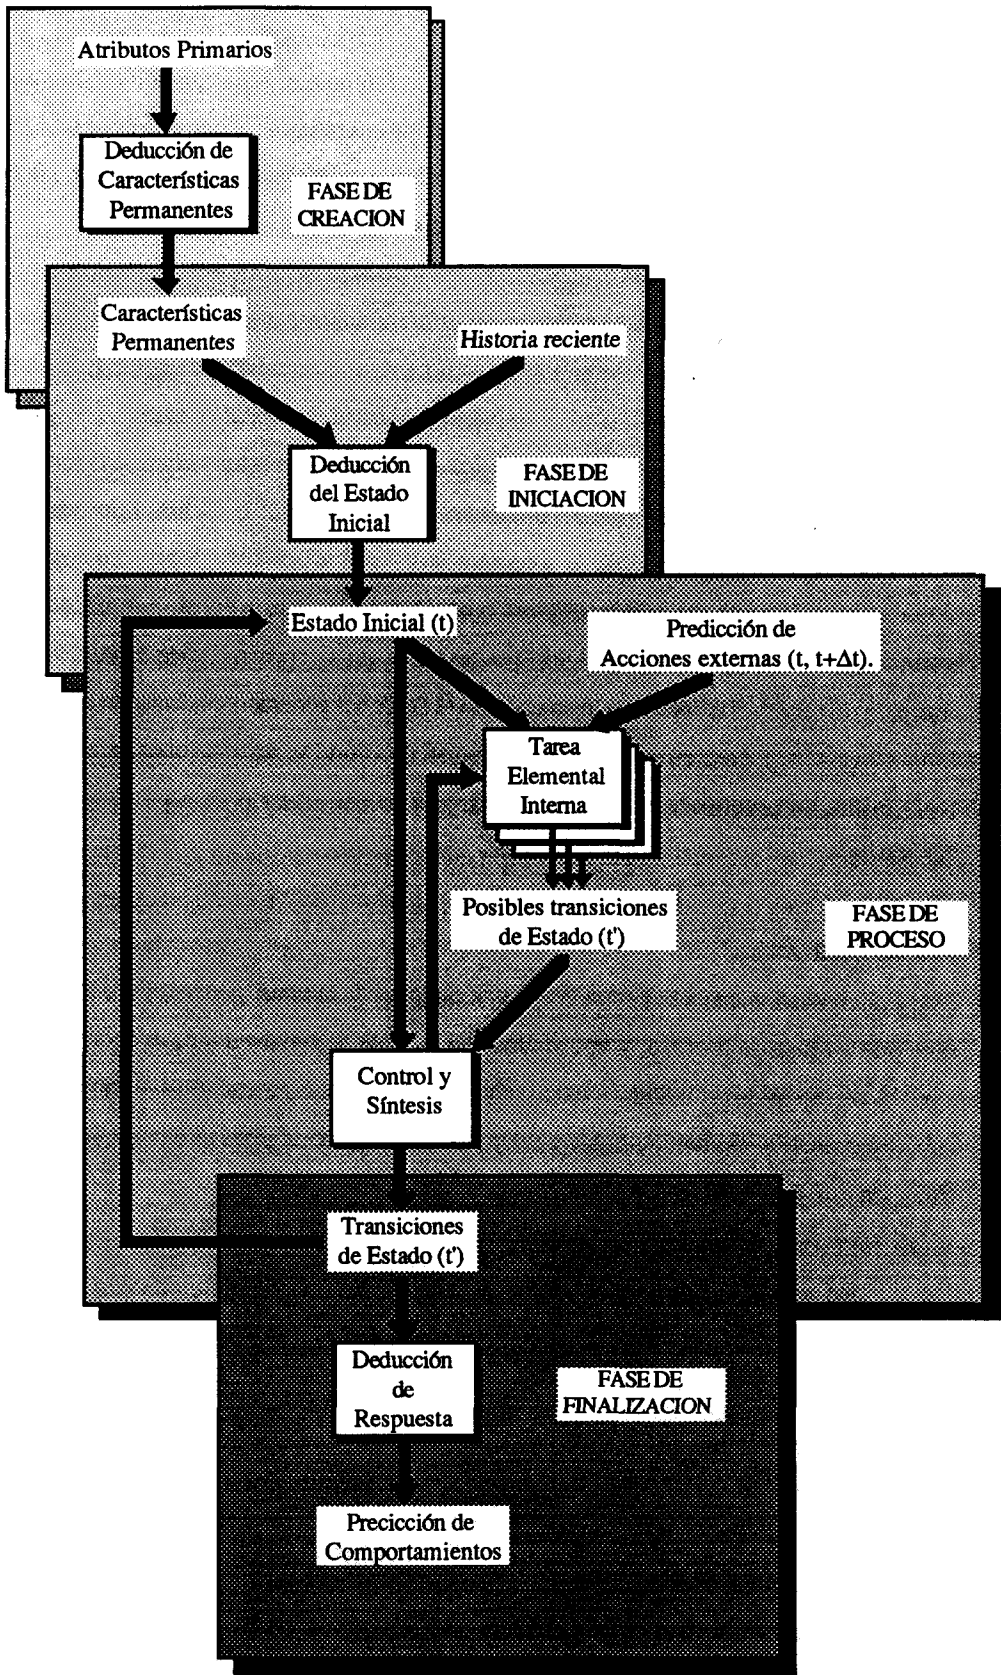 Atributos Primarios
Deducción de
Características
Permanentes
FASE DE
CREACION
Características
Permanentes
Historia reciente
Deducción
del Estado
Inicial
FASE DE
INICIACION
Estado Inicial (t)
Predicción de
Acciones externas (t, t+Δt).
Tarea
Elemental
Interna
Posibles transiciones
de Estado (t')
FASE DE
PROCESO
Control y
Síntesis
Transiciones
de Estado (t')
Deducción
de
Respuesta
FASE DE
FINALIZACION
Precicción de
Comportamientos